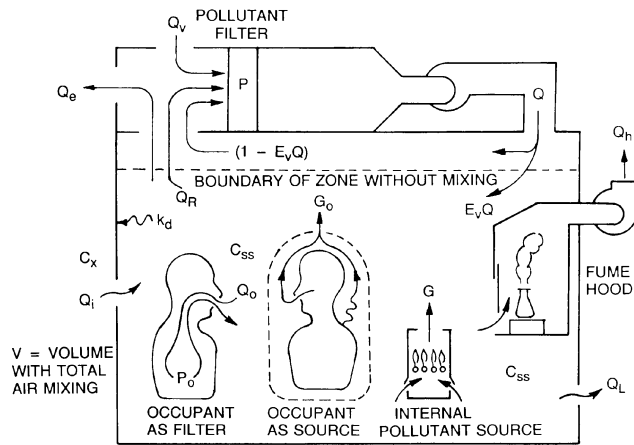 POLLUTANT
FILTER
Qv
P
Qe
Q
(1 − EvQ)
Qh
BOUNDARY OF ZONE WITHOUT MIXING
QR
Go
EvQ
kd
Cx
Css
Qo
G
FUME
HOOD
Qi
V = VOLUME
WITH TOTAL
AIR MIXING
Po
Css
QL
OCCUPANT
AS FILTER
OCCUPANT
AS SOURCE
INTERNAL
POLLUTANT SOURCE